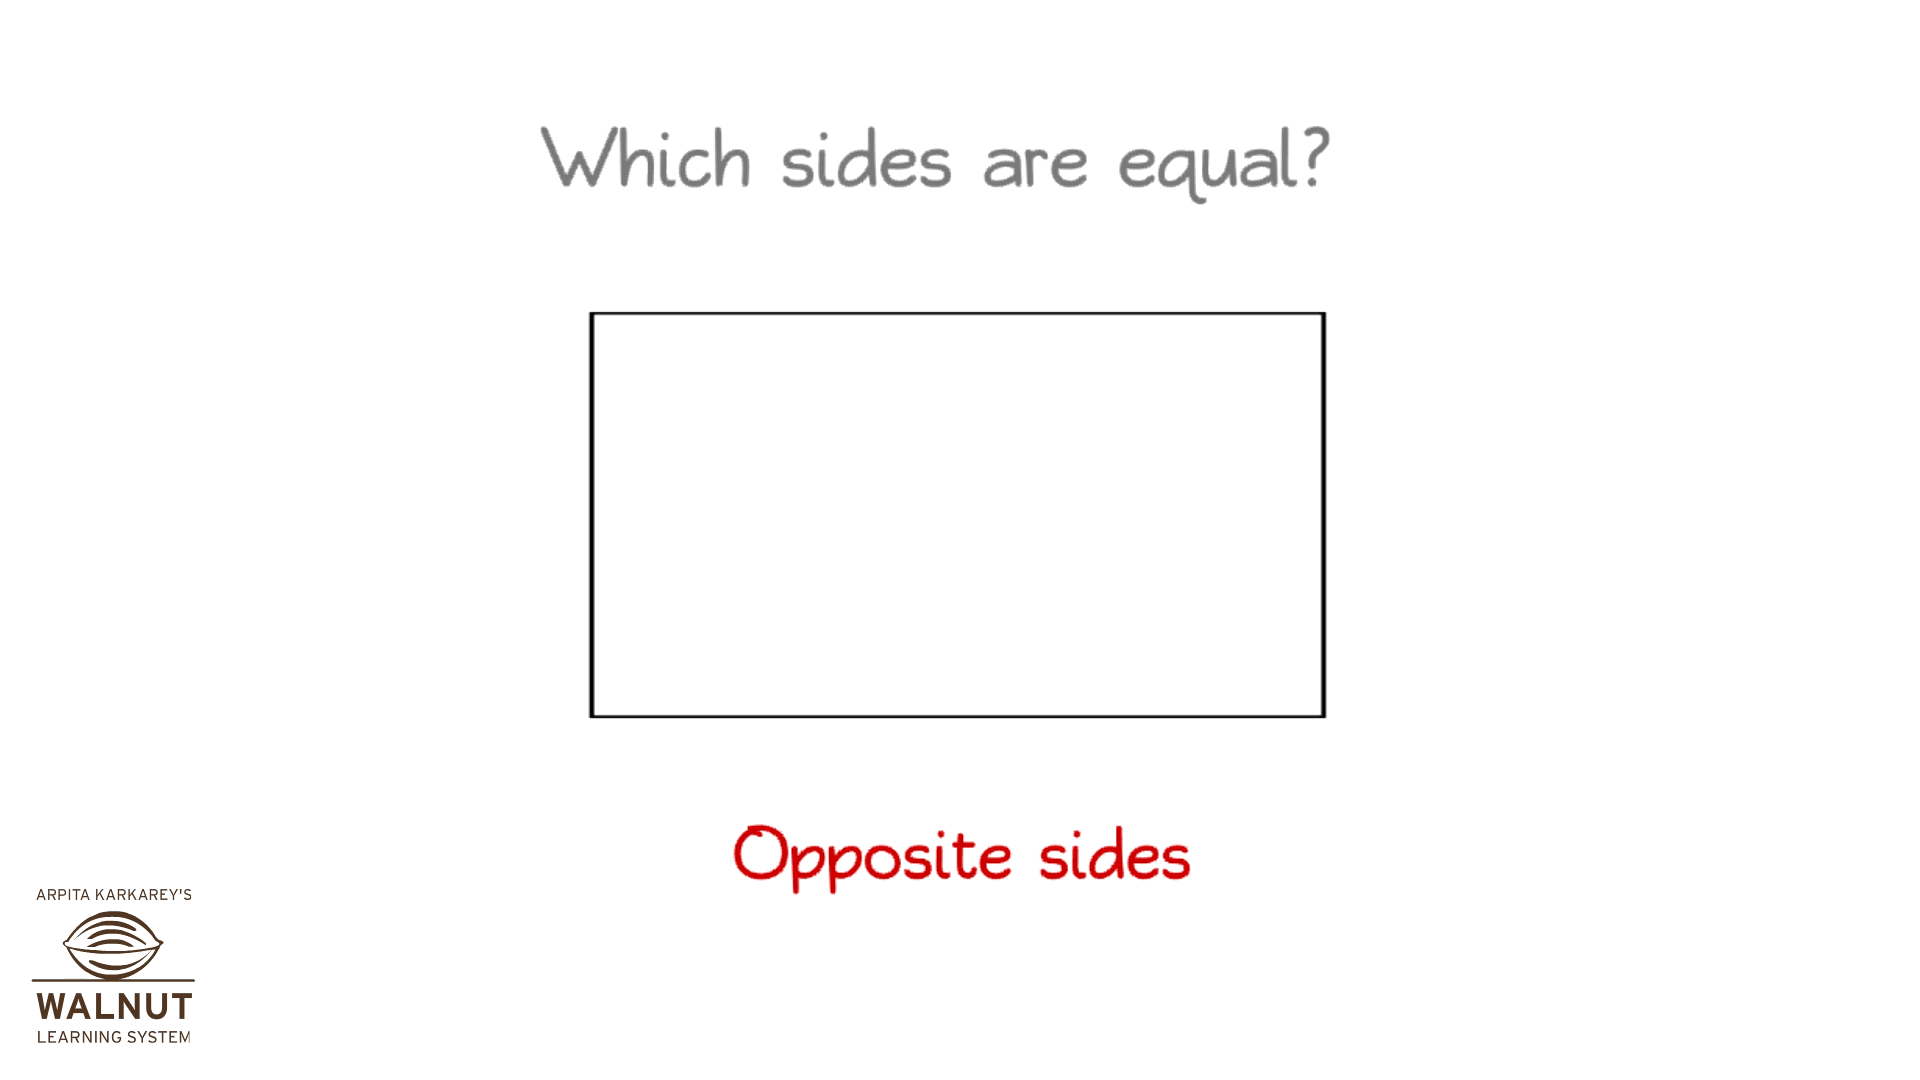 Which sides are equal?
Opposite sides
ARPITA KARKAREY'S
WALNUT
LEARNING SYSTEM